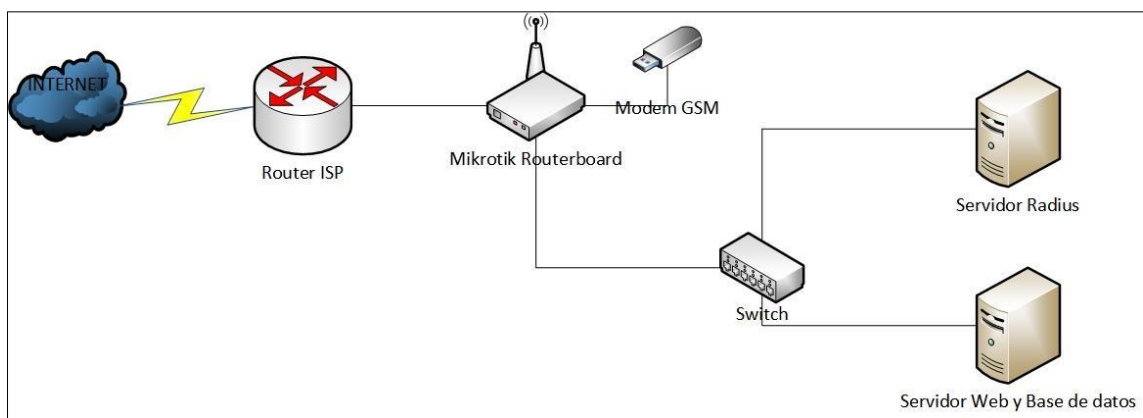 INTERNET
Router ISP
Mikrotik Routerboard
Modem GSM
Servidor Radius
Switch
Servidor Web y Base de datos